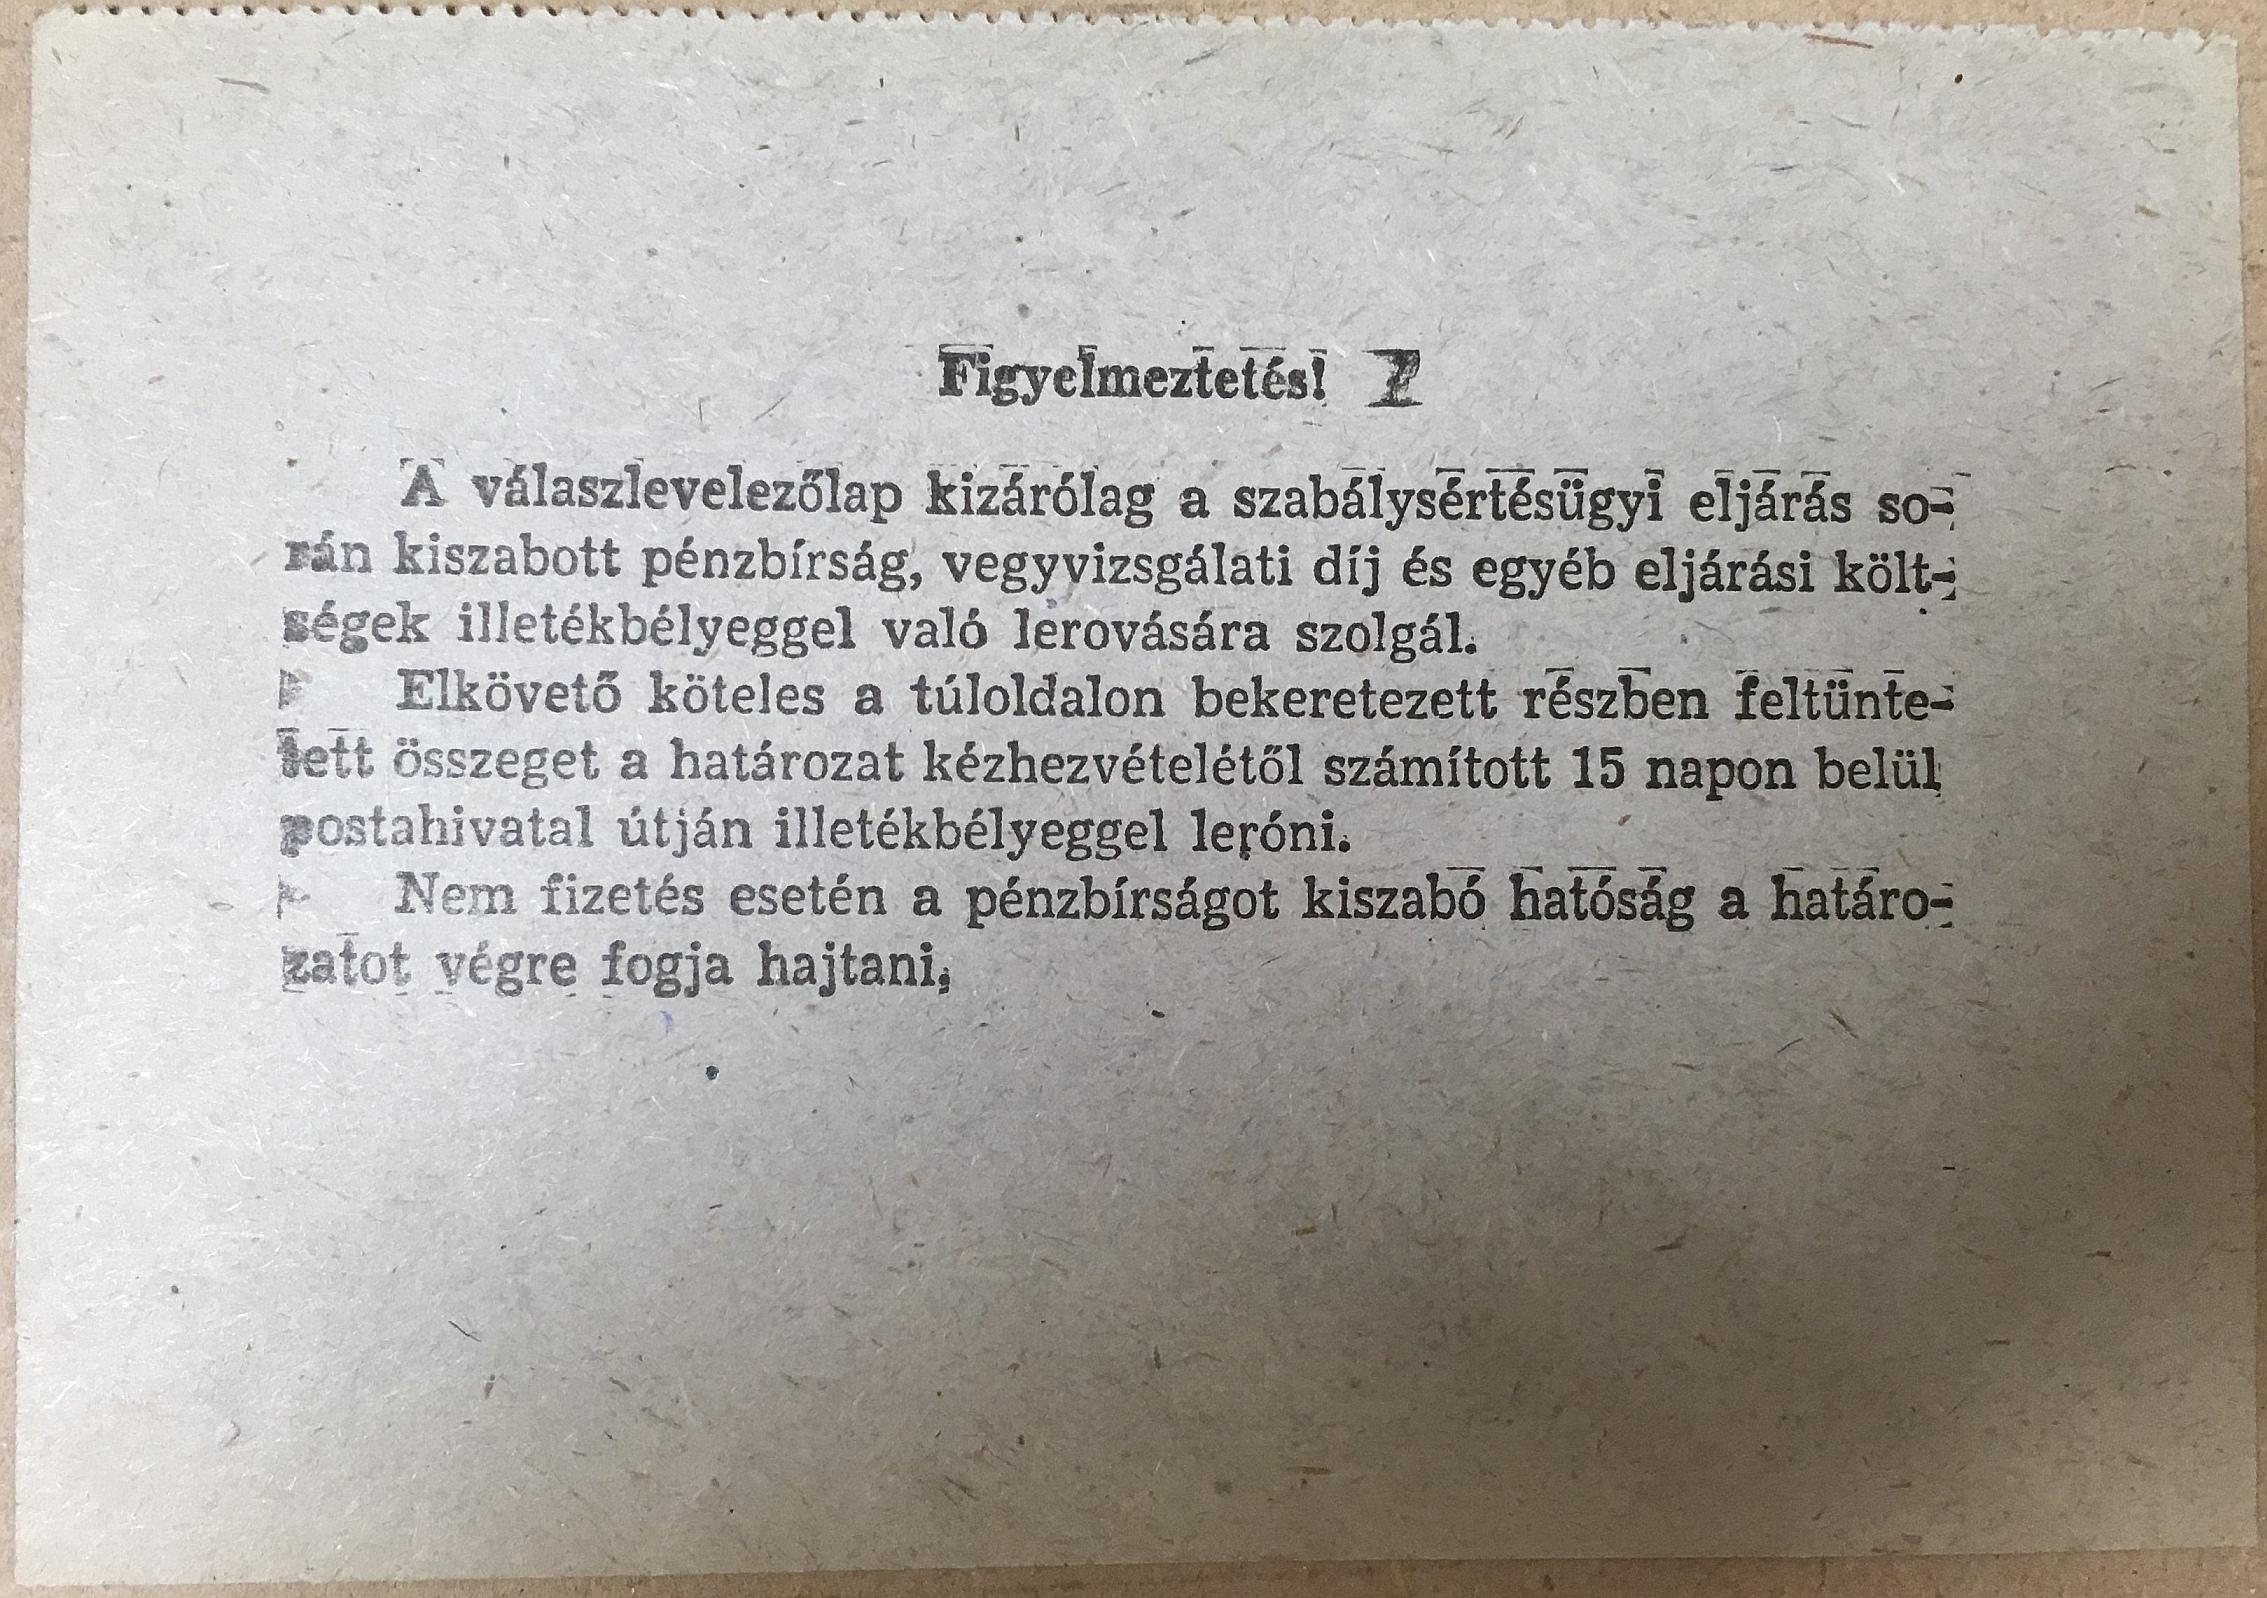 Figyelmeztetés!
A válaszlevelezőlap kizárólag a szabálysértésügyi eljárás so-
rán kiszabott pénzbírság, vegyvizsgálati díj és egyéb eljárási költ-
ségek illetékbélyeggel való lerovására szolgál.
Elkövető köteles a túloldalon bekeretezett részben feltünte-
tett összeget a határozat kézhezvételétől számított 15 napon belül
postahivatal útján illetékbélyeggel leróni.
Nem fizetés esetén a pénzbírságot kiszabó hatóság a határo-
zatot végre fogja hajtani.